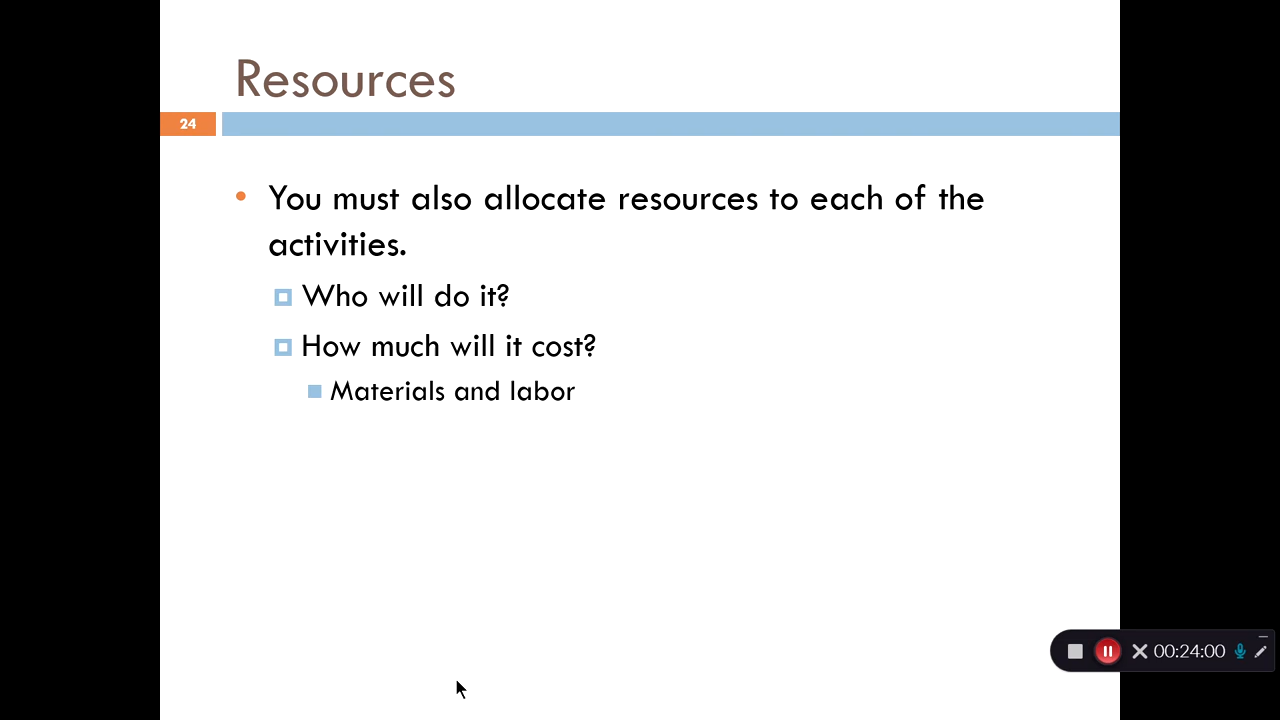 Resources
24
• You must also allocate resources to each of the
activities.
Who will do it?
How much will it cost?
Materials and labor
00:24:00